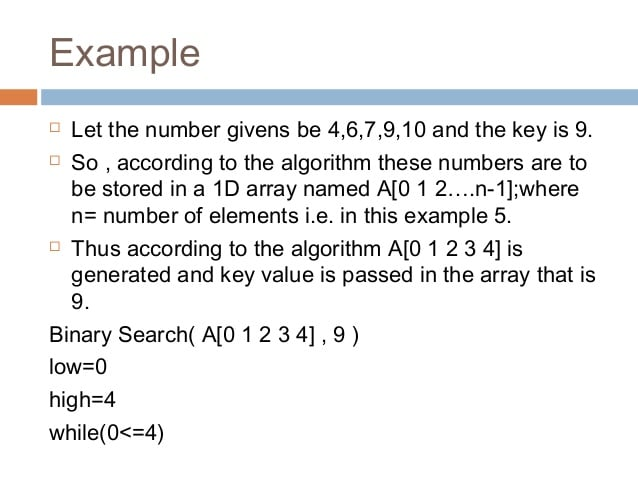 Example
Let the number givens be 4,6,7,9,10 and the key is 9.
So , according to the algorithm these numbers are to
be stored in a 1D array named A[0 1 2….n-1];where
n= number of elements i.e. in this example 5.
Thus according to the algorithm A[0 1 2 3 4] is
generated and key value is passed in the array that is
9.
Binary Search( A[0 1 2 3 4] , 9 )
low=0
high=4
while(0<=4)